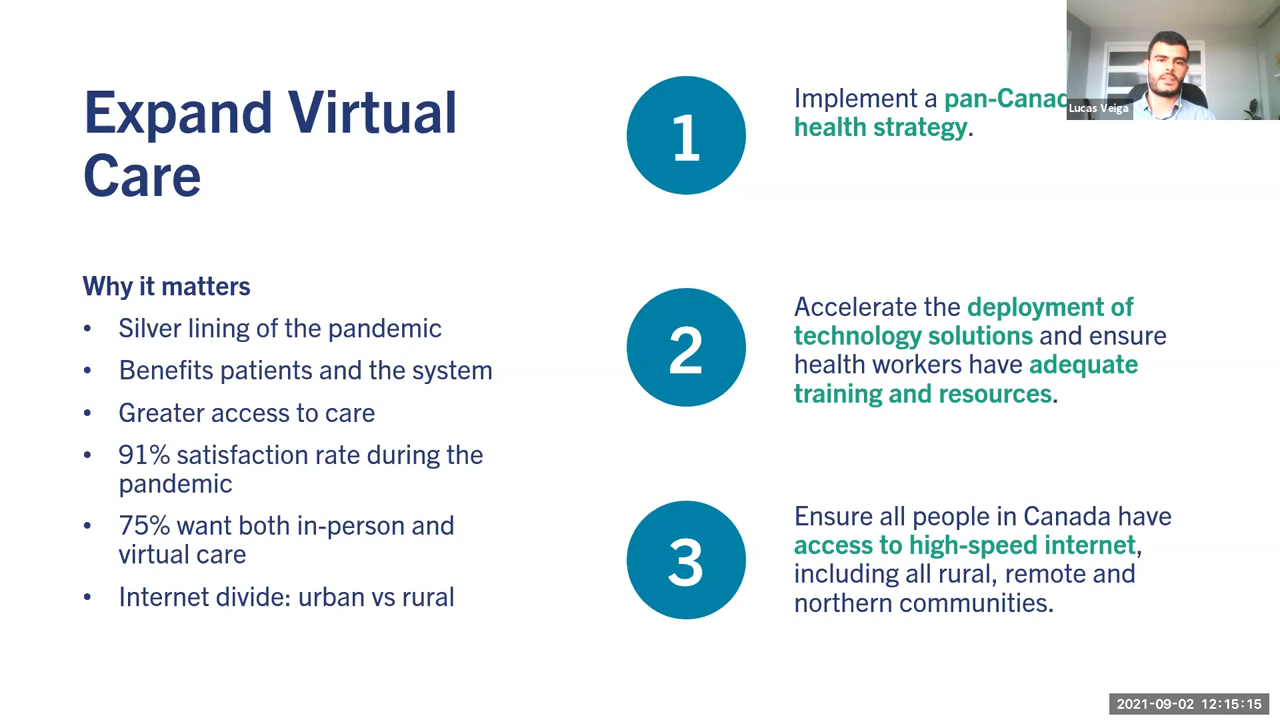 Expand Virtual
Care
Why it matters
• Silver lining of the pandemic
• Benefits patients and the system
• Greater access to care
• 91% satisfaction rate during the
pandemic
• 75% want both in-person and
virtual care
• Internet divide: urban vs rural
1
Implement a
health strategy.
2
Accelerate the deployment of
technology solutions and ensure
health workers have adequate
training and resources.
3
Ensure all people in Canada have
access to high-speed internet,
including all rural, remote and
northern communities.
Lucas Veiga
2021-09-02 12:15:15